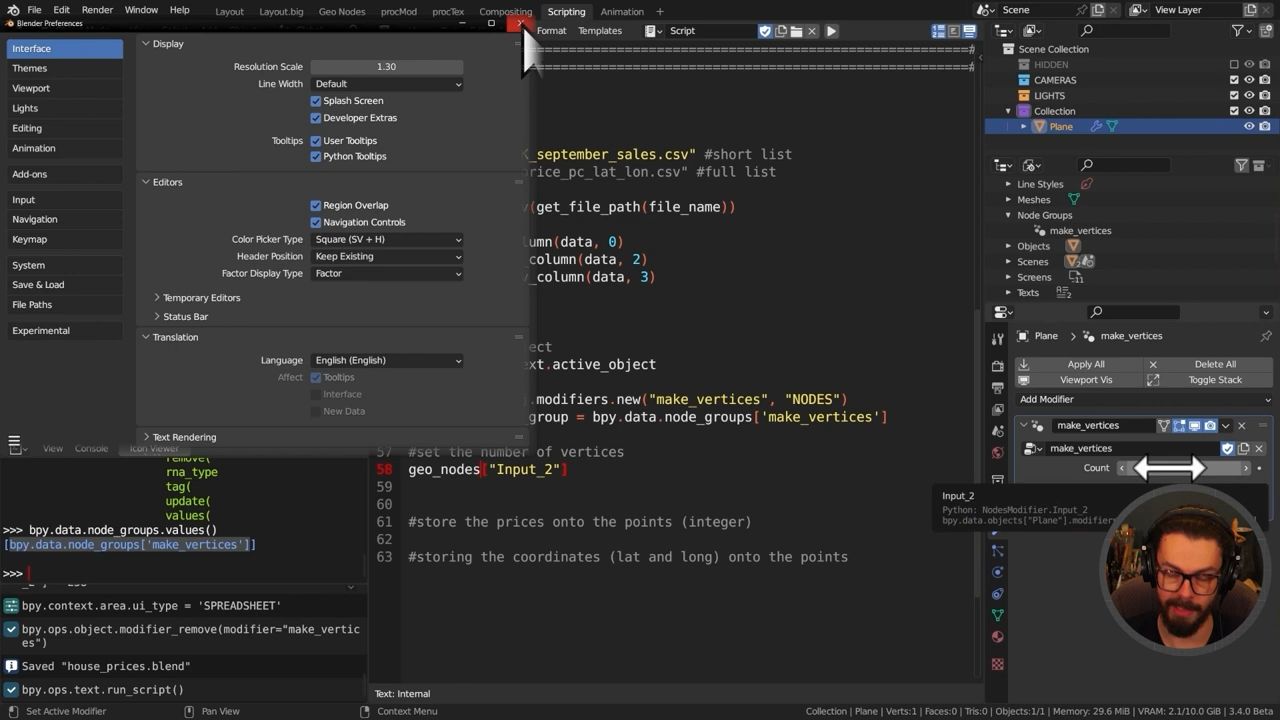 File Edit Render Window Help Layout Layout.bg Geo Nodes procMod procTex Compositing Scripting Animation + Scene View Layer
Blender Preferences
Format Templates Script
Interface
Themes
Viewport
Lights
Editing
Animation
Add-ons
Input
Navigation
Keymap
System
Save & Load
File Paths
Experimental
Display
Resolution Scale 1.30
Line Width Default
Splash Screen
Developer Extras
Tooltips User Tooltips
Python Tooltips
Editors
Region Overlap
Navigation Controls
Color Picker Type Square (SV + H)
Header Position Keep Existing
Factor Display Type Factor
Temporary Editors
Status Bar
Translation
Language English (English)
Affect Tooltips
Interface
New Data
Text Rendering
View Console Icon Viewer
rna_type
tag(
update(
values(
>>> bpy.data.node_groups.values()
[bpy.data.node_groups['make_vertices']]
>>>
bpy.context.area.ui_type = 'SPREADSHEET'
bpy.ops.object.modifier_remove(modifier="make_vertic
es")
Saved "house_prices.blend"
bpy.ops.text.run_script()
_september_sales.csv" #short list
rice_pc_lat_lon.csv" #full list
(get_file_path(file_name))
umn(data, 0)
column(data, 2)
_column(data, 3)
ect
xt.active_object
.modifiers.new("make_vertices", "NODES")
group = bpy.data.node_groups['make_vertices']
57 #set the number of vertices
58 geo_nodes["Input_2"]
59
60
61 #store the prices onto the points (integer)
62
63 #storing the coordinates (lat and long) onto the points
Text: Internal
Scene Collection
HIDDEN
CAMERAS
LIGHTS
Collection
Plane
Line Styles
Meshes
Node Groups
make_vertices
Objects
Scenes
Screens
Texts
Plane > make_vertices
Apply All Delete All
Viewport Vis Toggle Stack
Add Modifier
make_vertices
make_vertices
Count
Input_2
Python: NodesModifier.Input_2
bpy.data.objects["Plane"].modifiers
Set Active Modifier Pan View Context Menu Collection | Plane | Verts:1 | Faces:0 | Tris:0 | Objects:1/1 | Memory: 29.6 MiB | VRAM: 2.1/10.0 GiB | 3.4.0 Beta